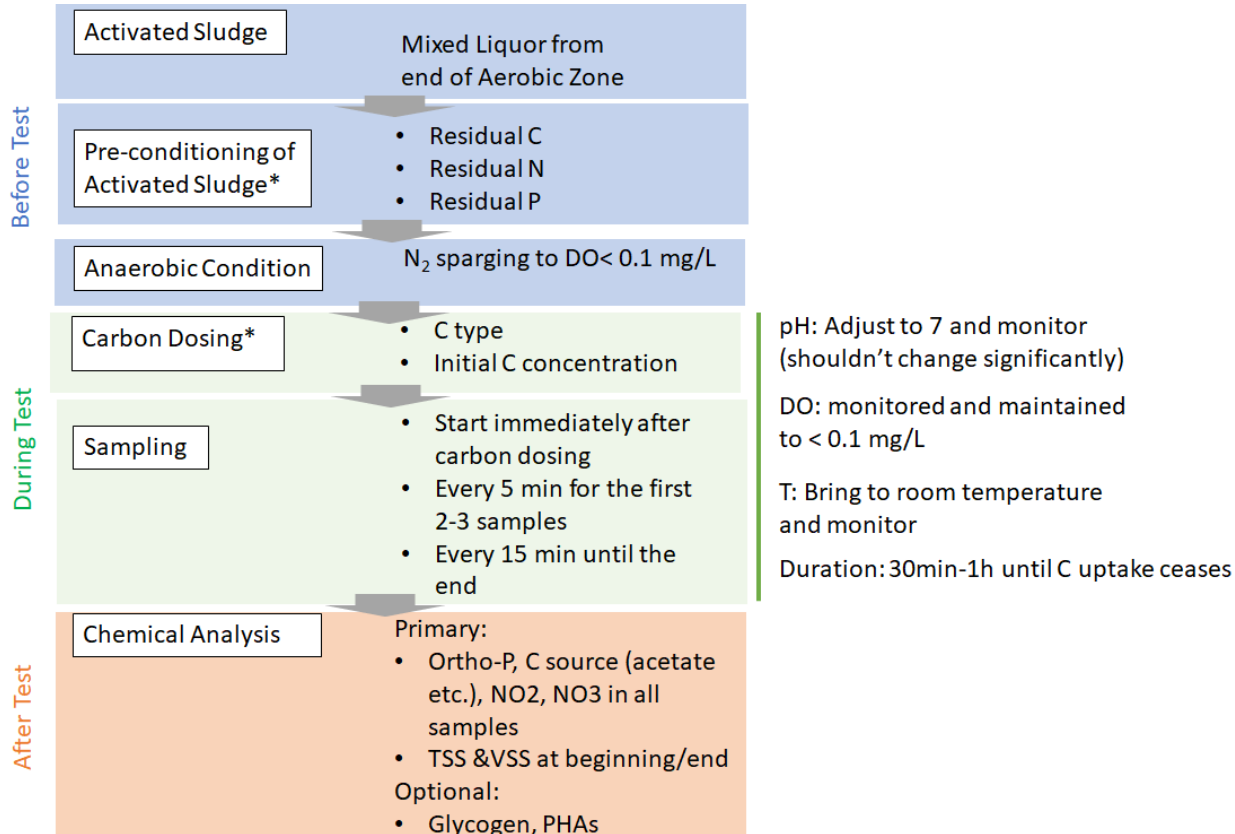 Before Test
Activated Sludge
Mixed Liquor from
end of Aerobic Zone
Pre-conditioning of
Activated Sludge*
• Residual C
• Residual N
• Residual P
Anaerobic Condition
N2 sparging to DO< 0.1 mg/L
During Test
Carbon Dosing*
• C type
• Initial C concentration
Sampling
• Start immediately after
carbon dosing
• Every 5 min for the first
2-3 samples
• Every 15 min until the
end
pH: Adjust to 7 and monitor
(shouldn't change significantly)
DO: monitored and maintained
to < 0.1 mg/L
T: Bring to room temperature
and monitor
Duration: 30min-1h until C uptake ceases
After Test
Chemical Analysis
Primary:
• Ortho-P, C source (acetate
etc.), NO2, NO3 in all
samples
• TSS &VSS at beginning/end
Optional:
• Glycogen, PHAs